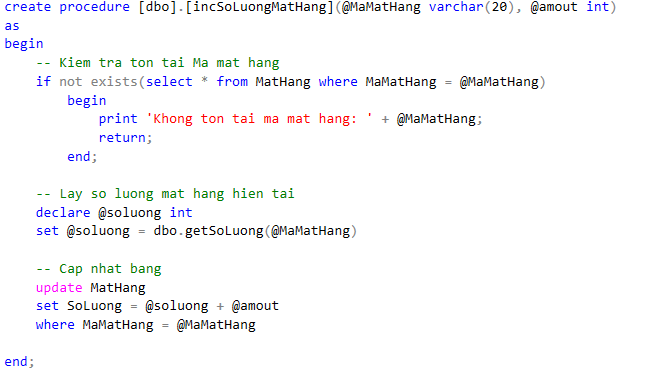 create procedure [dbo].[incSoLuongMatHang](@MaMatHang varchar(20), @amout int)
as
begin
    -- Kiem tra ton tai Ma mat hang
    if not exists(select * from MatHang where MaMatHang = @MaMatHang)
        begin
            print 'Khong ton tai ma mat hang: ' + @MaMatHang;
            return;
        end;

    -- Lay so luong mat hang hien tai
    declare @soluong int
    set @soluong = dbo.getSoLuong(@MaMatHang)

    -- Cap nhat bang
    update MatHang
    set SoLuong = @soluong + @amout
    where MaMatHang = @MaMatHang

end;